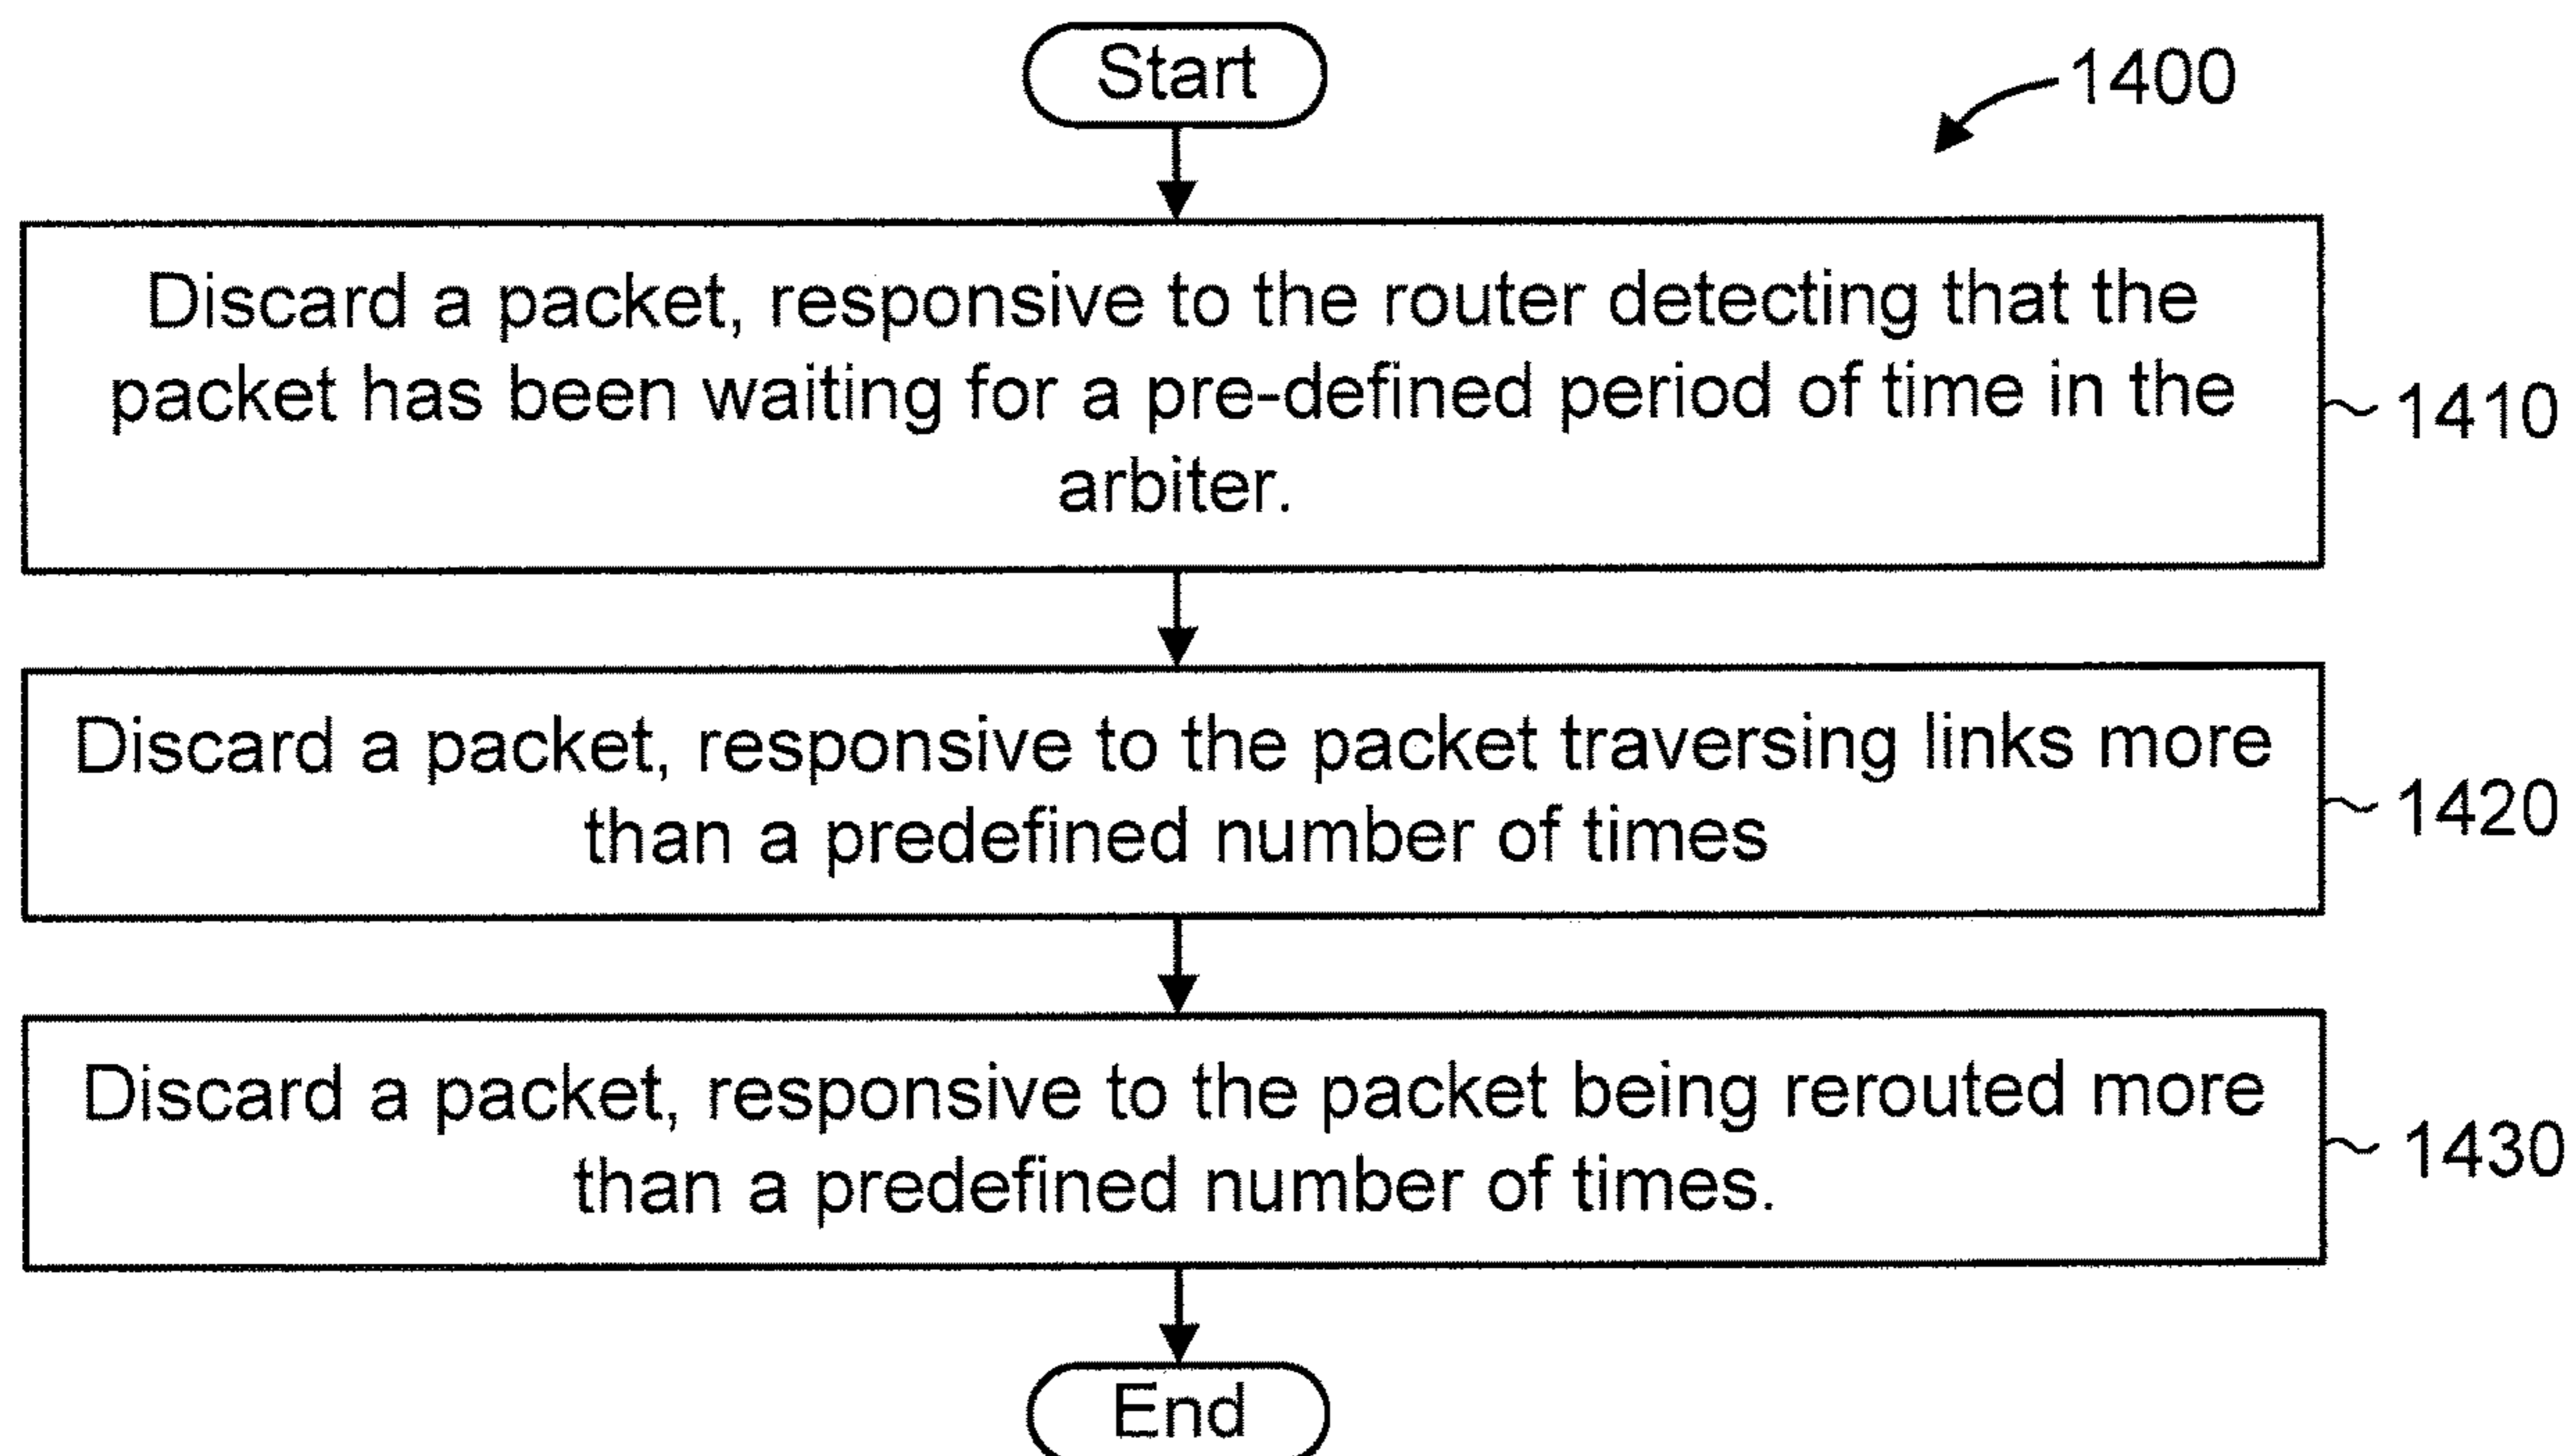 Start
1400
Discard a packet, responsive to the router detecting that the
packet has been waiting for a pre-defined period of time in the
arbiter.
1410
Discard a packet, responsive to the packet traversing links more
than a predefined number of times
1420
Discard a packet, responsive to the packet being rerouted more
than a predefined number of times.
1430
End